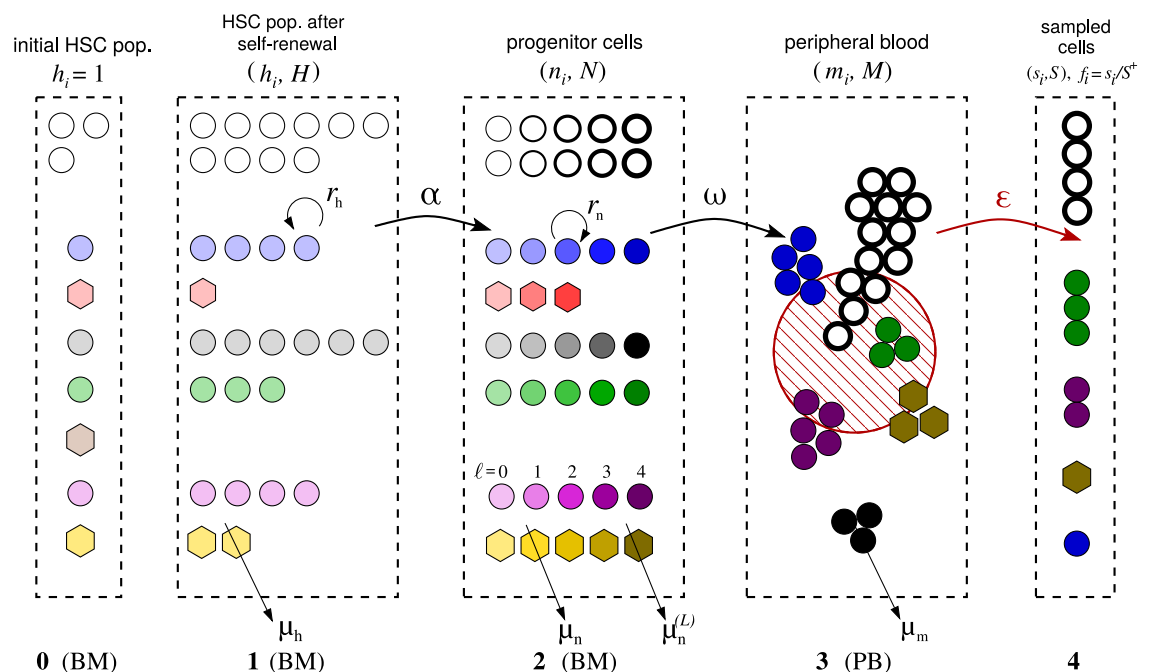 initial HSC pop.
h_i = 1
HSC pop. after
self-renewal
(h_i, H)
progenitor cells
(n_i, N)
peripheral blood
(m_i, M)
sampled
cells
(s_i, S), f_i = s_i/S^+
r_h
α
r_n
ω
ε
ℓ = 0 1 2 3 4
μ_h
μ_n
μ_n^(L)
μ_m
0 (BM)
1 (BM)
2 (BM)
3 (PB)
4